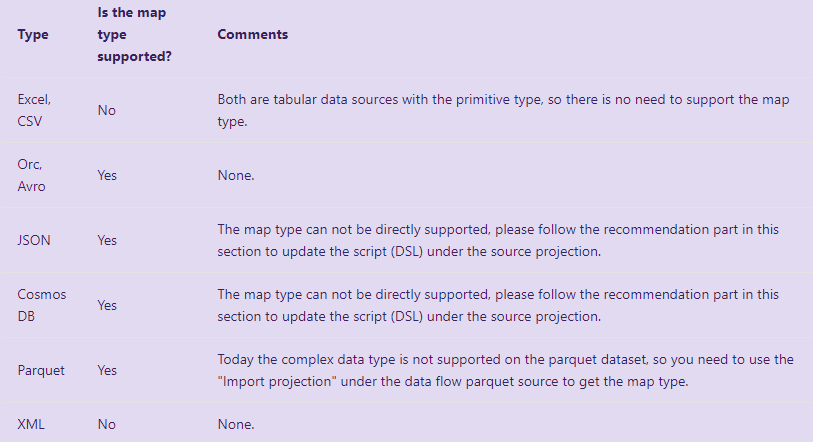 Type
Is the map
type
supported?
Comments
Excel,
CSV
No
Both are tabular data sources with the primitive type, so there is no need to support the map
type.
Orc,
Avro
Yes
None.
JSON
Yes
The map type can not be directly supported, please follow the recommendation part in this
section to update the script (DSL) under the source projection.
Cosmos
DB
Yes
The map type can not be directly supported, please follow the recommendation part in this
section to update the script (DSL) under the source projection.
Parquet
Yes
Today the complex data type is not supported on the parquet dataset, so you need to use the
"Import projection" under the data flow parquet source to get the map type.
XML
No
None.